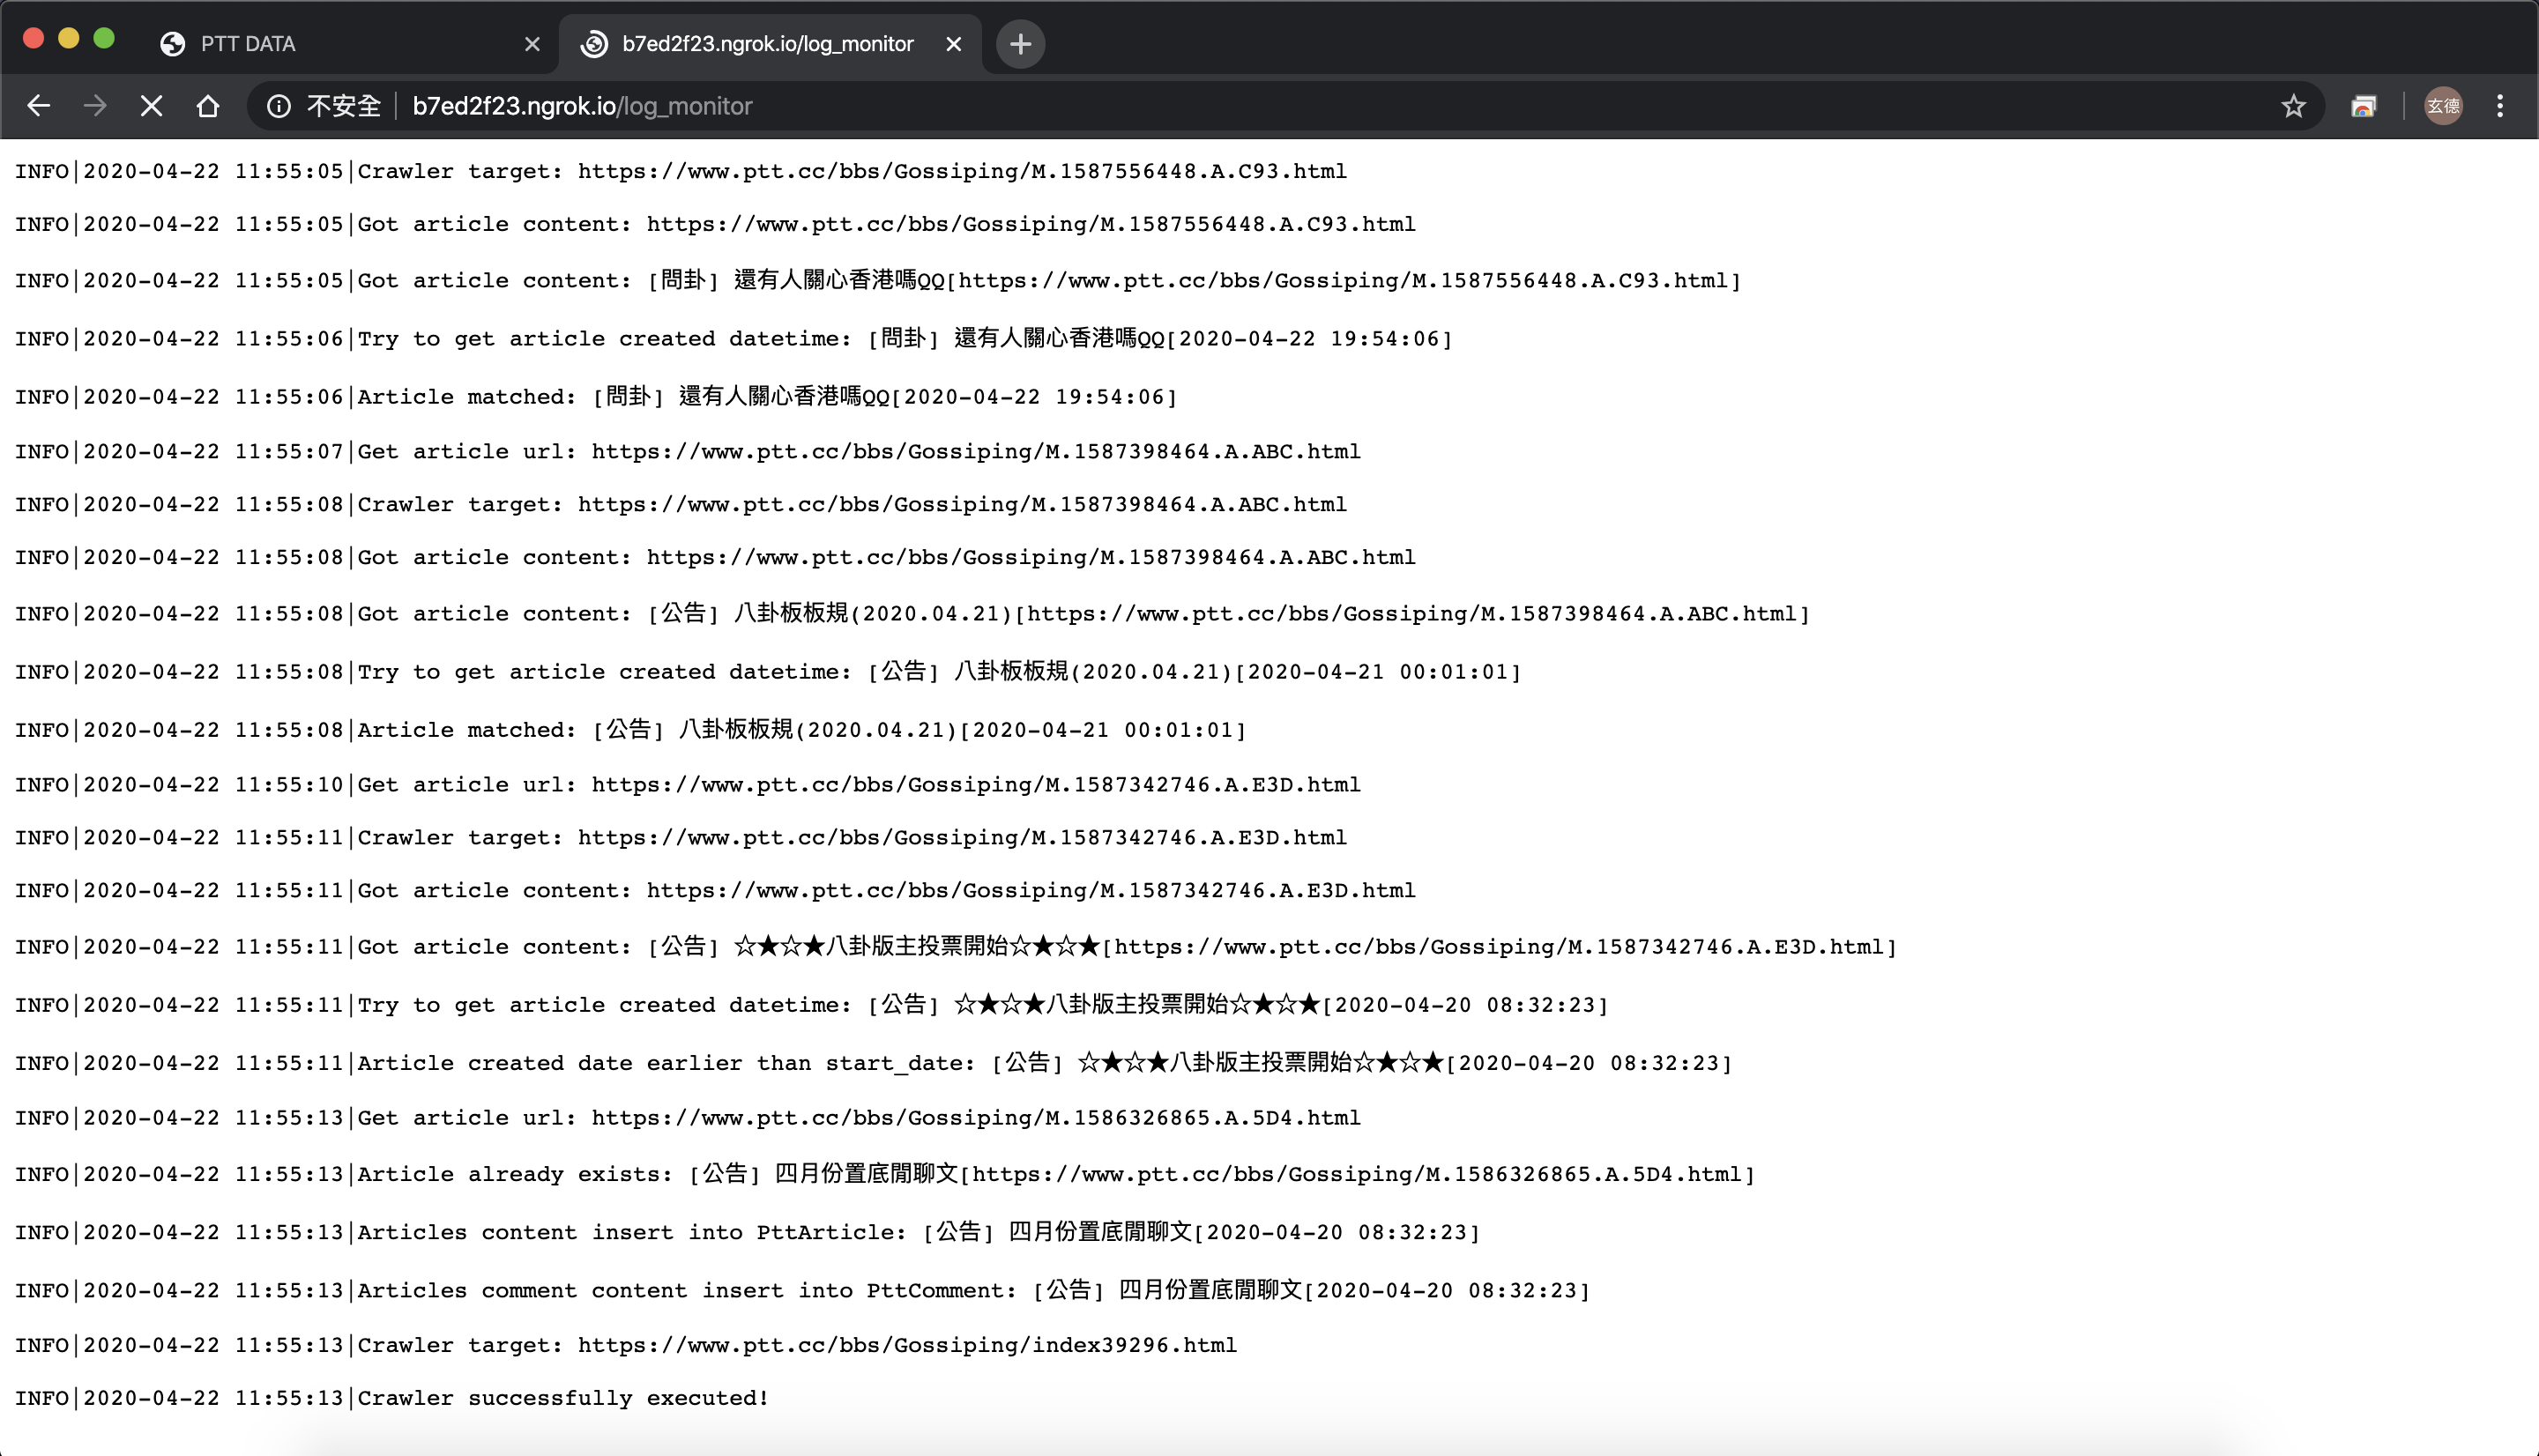 PTT DATA
b7ed2f23.ngrok.io/log_monitor
不安全 b7ed2f23.ngrok.io/log_monitor 玄德
INFO|2020-04-22 11:55:05|Crawler target: https://www.ptt.cc/bbs/Gossiping/M.1587556448.A.C93.html
INFO|2020-04-22 11:55:05|Got article content: https://www.ptt.cc/bbs/Gossiping/M.1587556448.A.C93.html
INFO|2020-04-22 11:55:05|Got article content: [問卦] 還有人關心香港嗎QQ[https://www.ptt.cc/bbs/Gossiping/M.1587556448.A.C93.html]
INFO|2020-04-22 11:55:06|Try to get article created datetime: [問卦] 還有人關心香港嗎QQ[2020-04-22 19:54:06]
INFO|2020-04-22 11:55:06|Article matched: [問卦] 還有人關心香港嗎QQ[2020-04-22 19:54:06]
INFO|2020-04-22 11:55:07|Get article url: https://www.ptt.cc/bbs/Gossiping/M.1587398464.A.ABC.html
INFO|2020-04-22 11:55:08|Crawler target: https://www.ptt.cc/bbs/Gossiping/M.1587398464.A.ABC.html
INFO|2020-04-22 11:55:08|Got article content: https://www.ptt.cc/bbs/Gossiping/M.1587398464.A.ABC.html
INFO|2020-04-22 11:55:08|Got article content: [公告] 八卦板板規(2020.04.21)[https://www.ptt.cc/bbs/Gossiping/M.1587398464.A.ABC.html]
INFO|2020-04-22 11:55:08|Try to get article created datetime: [公告] 八卦板板規(2020.04.21)[2020-04-21 00:01:01]
INFO|2020-04-22 11:55:08|Article matched: [公告] 八卦板板規(2020.04.21)[2020-04-21 00:01:01]
INFO|2020-04-22 11:55:10|Get article url: https://www.ptt.cc/bbs/Gossiping/M.1587342746.A.E3D.html
INFO|2020-04-22 11:55:11|Crawler target: https://www.ptt.cc/bbs/Gossiping/M.1587342746.A.E3D.html
INFO|2020-04-22 11:55:11|Got article content: https://www.ptt.cc/bbs/Gossiping/M.1587342746.A.E3D.html
INFO|2020-04-22 11:55:11|Got article content: [公告] ☆★☆★八卦版主投票開始☆★☆★[https://www.ptt.cc/bbs/Gossiping/M.1587342746.A.E3D.html]
INFO|2020-04-22 11:55:11|Try to get article created datetime: [公告] ☆★☆★八卦版主投票開始☆★☆★[2020-04-20 08:32:23]
INFO|2020-04-22 11:55:11|Article created date earlier than start_date: [公告] ☆★☆★八卦版主投票開始☆★☆★[2020-04-20 08:32:23]
INFO|2020-04-22 11:55:13|Get article url: https://www.ptt.cc/bbs/Gossiping/M.1586326865.A.5D4.html
INFO|2020-04-22 11:55:13|Article already exists: [公告] 四月份置底閒聊文[https://www.ptt.cc/bbs/Gossiping/M.1586326865.A.5D4.html]
INFO|2020-04-22 11:55:13|Articles content insert into PttArticle: [公告] 四月份置底閒聊文[2020-04-20 08:32:23]
INFO|2020-04-22 11:55:13|Articles comment content insert into PttComment: [公告] 四月份置底閒聊文[2020-04-20 08:32:23]
INFO|2020-04-22 11:55:13|Crawler target: https://www.ptt.cc/bbs/Gossiping/index39296.html
INFO|2020-04-22 11:55:13|Crawler successfully executed!